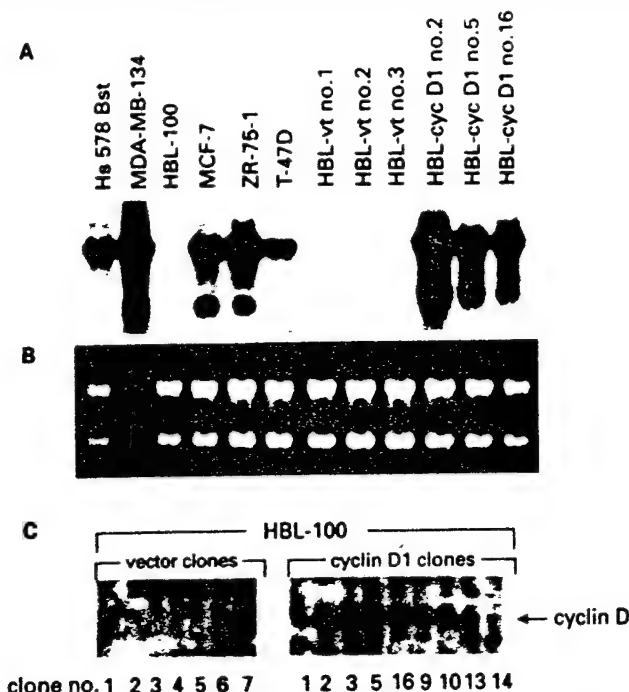 A
Hs 578 Bst
MDA-MB-134
HBL-100
MCF-7
ZR-75-1
T-47D
HBL-vt no.1
HBL-vt no.2
HBL-vt no.3
HBL-cyc D1 no.2
HBL-cyc D1 no.5
HBL-cyc D1 no.16
B
C
HBL-100
vector clones
cyclin D1 clones
← cyclin D
clone no. 1 2 3 4 5 6 7 1 2 3 5 16 9 10 13 14